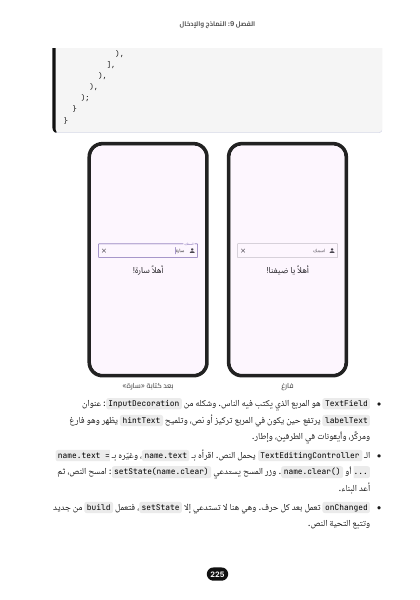 الفصل 9: النماذج والإدخال
),
],
),
),
);
}
}
اسمك
أهلاً يا ضيفنا!
سارة
أهلاً سارة!
فارغ
بعد كتابة «سارة»
• TextField هو المربع الذي يكتب فيه الناس. وشكله من InputDecoration: عنوان
labelText يرتفع حين يكون في المربع تركيز أو نص، وتلميح hintText يظهر وهو فارغ
ومركّز، وأيقونات في الطرفين، وإطار.
• الـ TextEditingController يحمل النص. اقرأه بـ name.text، وغيّره بـ name.text =
... أو name.clear(). وزر المسح يستدعي setState(name.clear): امسح النص، ثم
أعد البناء.
• onChanged تعمل بعد كل حرف. وهي هنا لا تستدعي إلا setState، فتعمل build من جديد
وتتبع التحية النص.
225